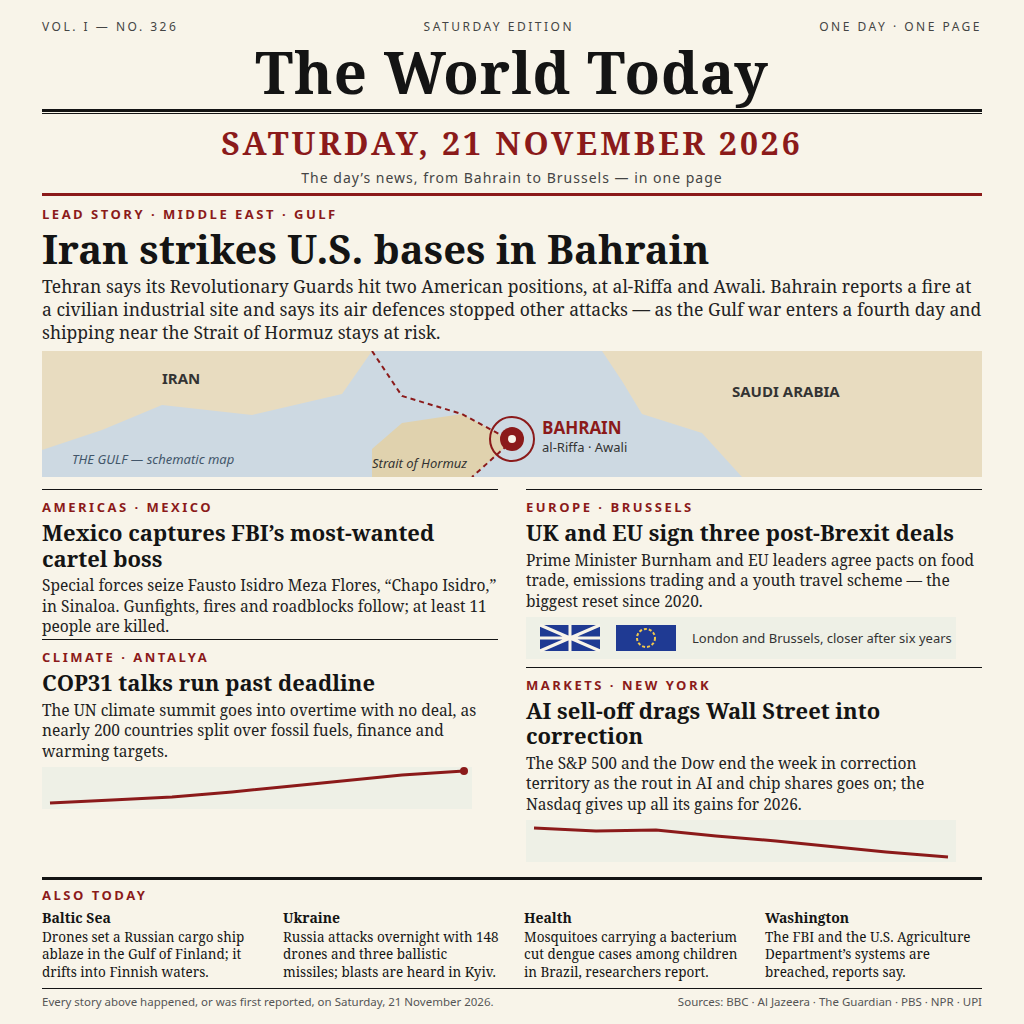 VOL. I — NO. 326
SATURDAY EDITION
ONE DAY · ONE PAGE
The World Today
SATURDAY, 21 NOVEMBER 2026
The day’s news, from Bahrain to Brussels — in one page
LEAD STORY · MIDDLE EAST · GULF
Iran strikes U.S. bases in Bahrain
Tehran says its Revolutionary Guards hit two American positions, at al-Riffa and Awali. Bahrain reports a fire at
a civilian industrial site and says its air defences stopped other attacks — as the Gulf war enters a fourth day and
shipping near the Strait of Hormuz stays at risk.
IRAN
SAUDI ARABIA
BAHRAIN
al-Riffa · Awali
THE GULF — schematic map
Strait of Hormuz
AMERICAS · MEXICO
Mexico captures FBI’s most-wanted
cartel boss
Special forces seize Fausto Isidro Meza Flores, “Chapo Isidro,”
in Sinaloa. Gunfights, fires and roadblocks follow; at least 11
people are killed.
CLIMATE · ANTALYA
COP31 talks run past deadline
The UN climate summit goes into overtime with no deal, as
nearly 200 countries split over fossil fuels, finance and
warming targets.
EUROPE · BRUSSELS
UK and EU sign three post-Brexit deals
Prime Minister Burnham and EU leaders agree pacts on food
trade, emissions trading and a youth travel scheme — the
biggest reset since 2020.
London and Brussels, closer after six years
MARKETS · NEW YORK
AI sell-off drags Wall Street into
correction
The S&P 500 and the Dow end the week in correction
territory as the rout in AI and chip shares goes on; the
Nasdaq gives up all its gains for 2026.
ALSO TODAY
Baltic Sea
Drones set a Russian cargo ship
ablaze in the Gulf of Finland; it
drifts into Finnish waters.
Ukraine
Russia attacks overnight with 148
drones and three ballistic
missiles; blasts are heard in Kyiv.
Health
Mosquitoes carrying a bacterium
cut dengue cases among children
in Brazil, researchers report.
Washington
The FBI and the U.S. Agriculture
Department’s systems are
breached, reports say.
Every story above happened, or was first reported, on Saturday, 21 November 2026.
Sources: BBC · Al Jazeera · The Guardian · PBS · NPR · UPI